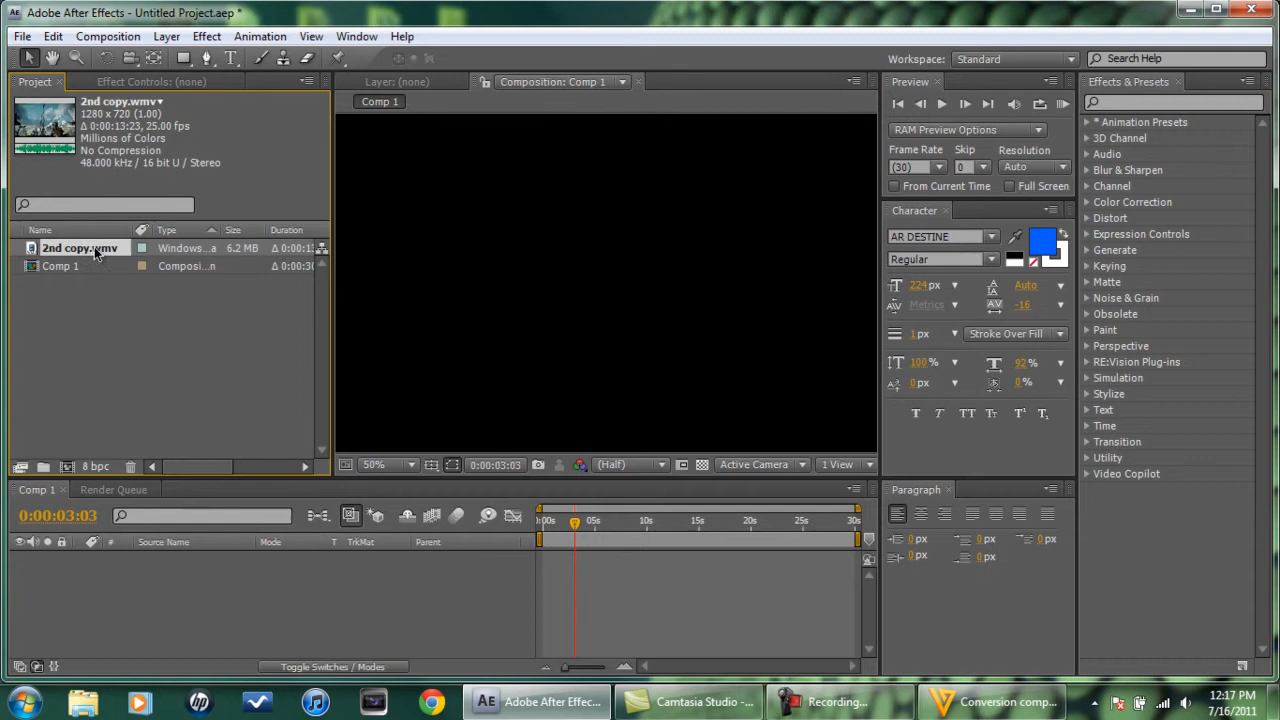 AE Adobe After Effects - Untitled Project.aep *
File Edit Composition Layer Effect Animation View Window Help
Workspace: Standard Search Help
Project Effect Controls: (none) Layer: (none) Composition: Comp 1 Preview Effects & Presets
2nd copy.wmv
1280 x 720 (1.00)
Δ 0:00:13:23, 25.00 fps
Millions of Colors
No Compression
48.000 kHz / 16 bit U / Stereo
Comp 1
RAM Preview Options
Frame Rate Skip Resolution
(30) 0 Auto
From Current Time Full Screen
Character
AR DESTINE
Regular
224 px Auto
Metrics -16
1 px Stroke Over Fill
100 % 92 %
0 px 0 %
T T TT Tr T¹ T₁
* Animation Presets
3D Channel
Audio
Blur & Sharpen
Channel
Color Correction
Distort
Expression Controls
Generate
Keying
Matte
Noise & Grain
Obsolete
Paint
Perspective
RE:Vision Plug-ins
Simulation
Stylize
Text
Time
Transition
Utility
Video Copilot
Name Type Size Duration
2nd copy.wmv Windows...a 6.2 MB Δ 0:00:13
Comp 1 Composi...n Δ 0:00:30
8 bpc
50% 0:00:03:03 (Half) Active Camera 1 View
Comp 1 Render Queue
0:00:03:03
:00s 05s 10s 15s 20s 25s 30s
# Source Name Mode T TrkMat Parent
Toggle Switches / Modes
Paragraph
0 px 0 px 0 px
0 px 0 px
AE Adobe After Effec... Camtasia Studio -... Recording... Conversion comp...
12:17 PM
7/16/2011